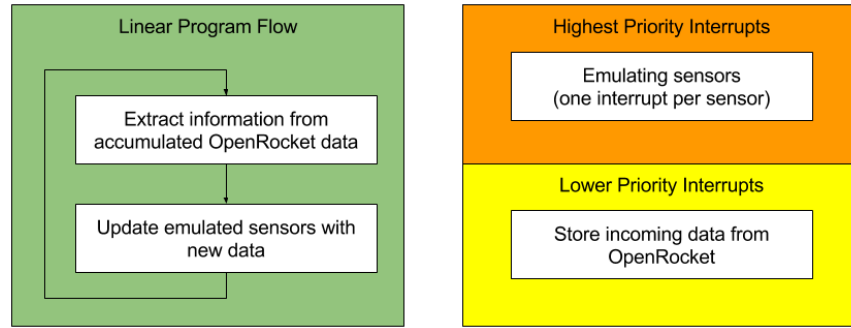 Linear Program Flow
Extract information from
accumulated OpenRocket data
Update emulated sensors with
new data
Highest Priority Interrupts
Emulating sensors
(one interrupt per sensor)
Lower Priority Interrupts
Store incoming data from
OpenRocket